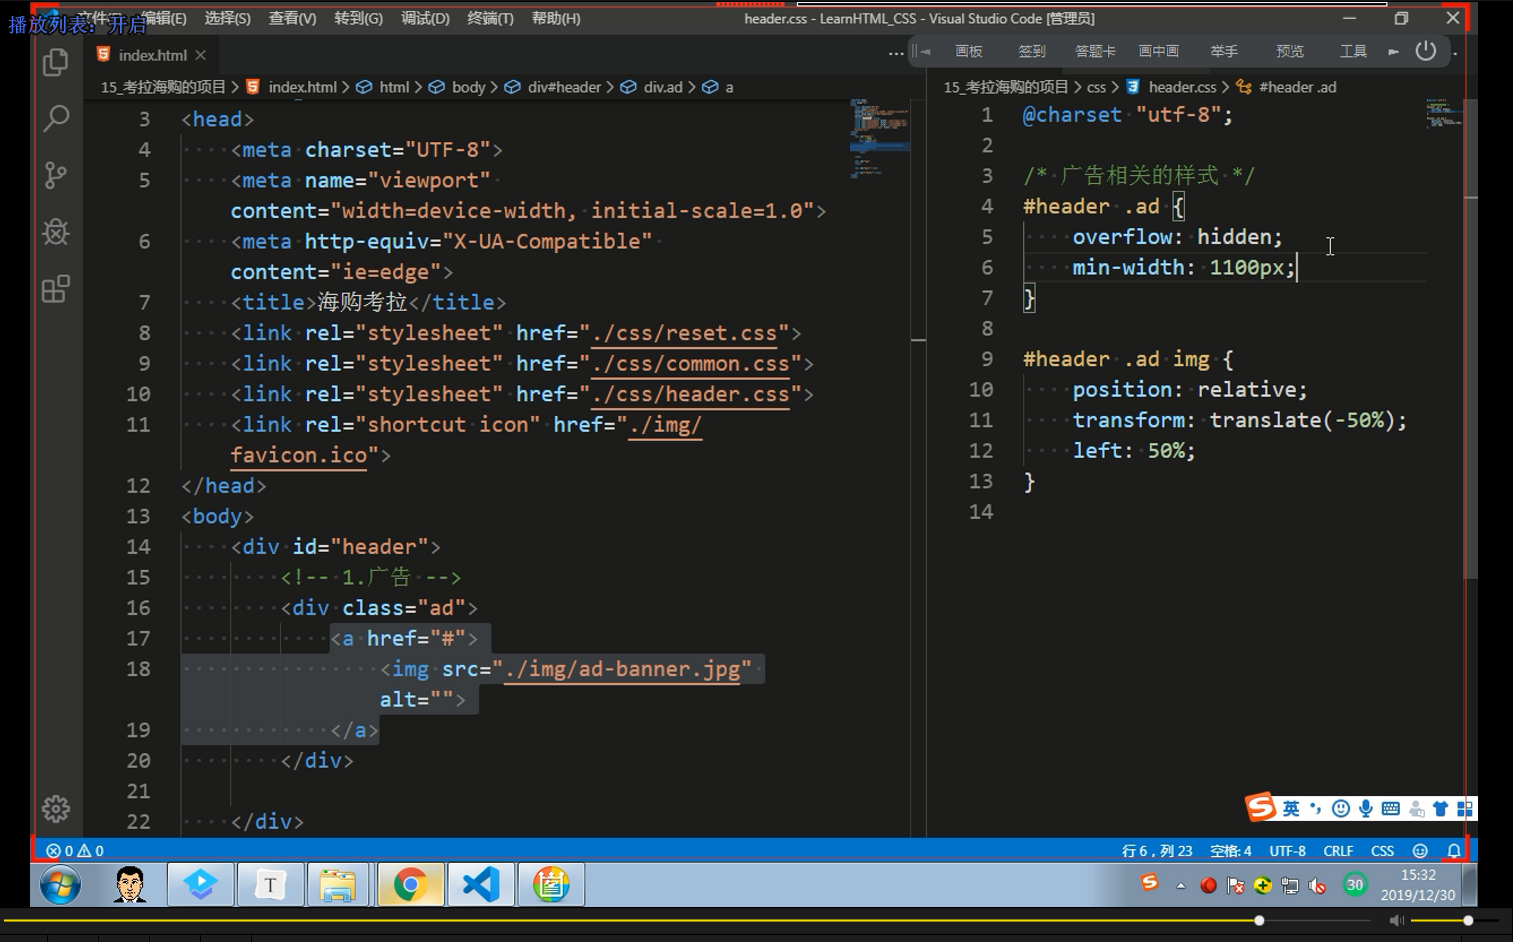 播放列表: 开启
文件(F) 编辑(E) 选择(S) 查看(V) 转到(G) 调试(D) 终端(T) 帮助(H)
header.css - LearnHTML_CSS - Visual Studio Code [管理员]
index.html
画板 签到 答题卡 画中画 举手 预览 工具
15_考拉海购的项目 > index.html > html > body > div#header > div.ad > a
3 <head>
4 <meta charset="UTF-8">
5 <meta name="viewport"
content="width=device-width, initial-scale=1.0">
6 <meta http-equiv="X-UA-Compatible"
content="ie=edge">
7 <title>海购考拉</title>
8 <link rel="stylesheet" href="./css/reset.css">
9 <link rel="stylesheet" href="./css/common.css">
10 <link rel="stylesheet" href="./css/header.css">
11 <link rel="shortcut icon" href="./img/
favicon.ico">
12 </head>
13 <body>
14 <div id="header">
15 <!-- 1.广告 -->
16 <div class="ad">
17 <a href="#">
18 <img src="./img/ad-banner.jpg"
alt="">
19 </a>
20 </div>
21
22 </div>
15_考拉海购的项目 > css > header.css > #header .ad
1 @charset "utf-8";
2
3 /* 广告相关的样式 */
4 #header .ad {
5 overflow: hidden;
6 min-width: 1100px;
7 }
8
9 #header .ad img {
10 position: relative;
11 transform: translate(-50%);
12 left: 50%;
13 }
14
英
0 0
行 6，列 23 空格: 4 UTF-8 CRLF CSS
T
30
15:32
2019/12/30